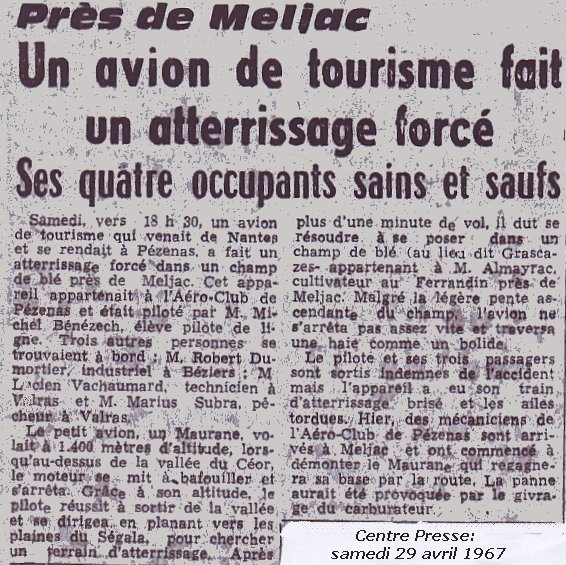 Près de Meljac
Un avion de tourisme fait
un atterrissage forcé
Ses quatre occupants sains et saufs
Samedi, vers 18 h 30, un avion
de tourisme qui venait de Nantes
et se rendait à Pézenas, a fait un
atterrissage forcé dans un champ
de blé près de Meljac. Cet appa-
reil appartenait à l'Aéro-Club de
Pézenas et était piloté par M. Mi-
chel Bénézech, élève pilote de li-
gne. Trois autres personnes se
trouvaient à bord : M. Robert Du-
mortier, industriel à Béziers ; M
Lucien Vachaumard, technicien à
Valras et M. Marius Subra, pê-
cheur à Valras.
Le petit avion, un Maurane, vo-
lait à 1.400 mètres d'altitude, lors-
qu'au-dessus de la vallée du Céor,
le moteur se mit à bafouiller et
s'arrêta. Grâce à son altitude, le
pilote réussit à sortir de la vallée
et se dirigea en planant vers les
plaines du Ségala, pour chercher
un terrain d'atterrissage. Après
plus d'une minute de vol, il dut se
résoudre à se poser dans un
champ de blé (au lieu dit Grasca-
zes- appartenant à M. Almayrac,
cultivateur au Ferrandin près de
Meljac. Malgré la légère pente as-
cendante du champ, l'avion ne
s'arrêta pas assez vite et traversa
une haie comme un bolide.
Le pilote et ses trois passagers
sont sortis indemnes de l'accident
mais l'appareil a eu son train
d'atterrissage brisé et les ailes
tordues. Hier, des mécaniciens de
l'Aéro-Club de Pézenas sont arri-
vés à Meljac et ont commencé à
démonter le Maurane qui regagne-
ra sa base par la route. La panne
aurait été provoquée par le givra-
ge du carburateur.
Centre Presse:
samedi 29 avril 1967